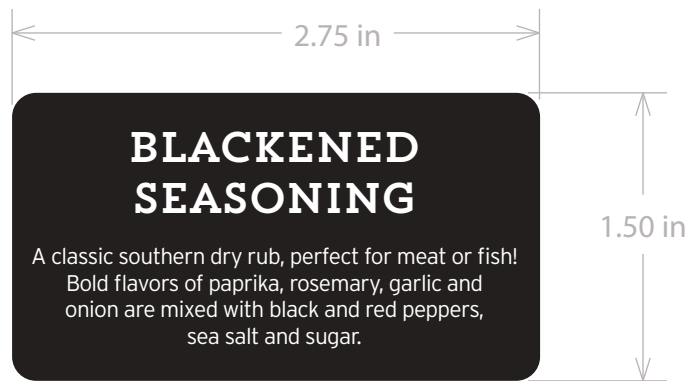 2.75 in
BLACKENED
SEASONING
1.50 in
A classic southern dry rub, perfect for meat or fish!
Bold flavors of paprika, rosemary, garlic and
onion are mixed with black and red peppers,
sea salt and sugar.